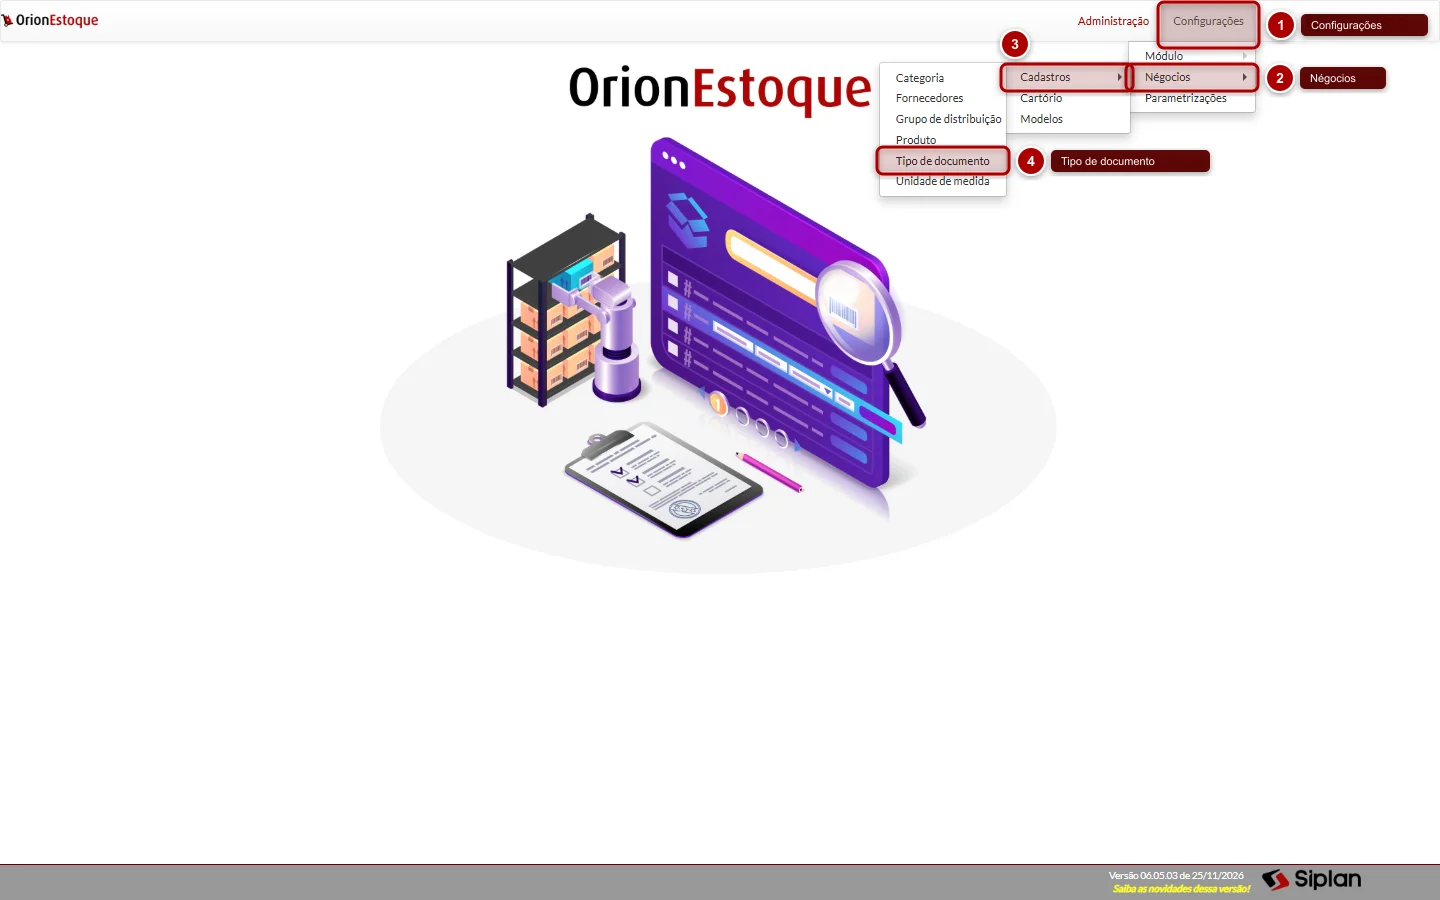 OrionEstoque
Administração
Configurações
1
Configurações
3
OrionEstoque
Módulo
Categoria
Cadastros
Négocios
2
Négocios
Fornecedores
Cartório
Parametrizações
Grupo de distribuição
Modelos
Produto
Tipo de documento
4
Tipo de documento
Unidade de medida
#
#
#
#
1
Versão 06.05.03 de 25/11/2026
Saiba as novidades dessa versão!
Siplan